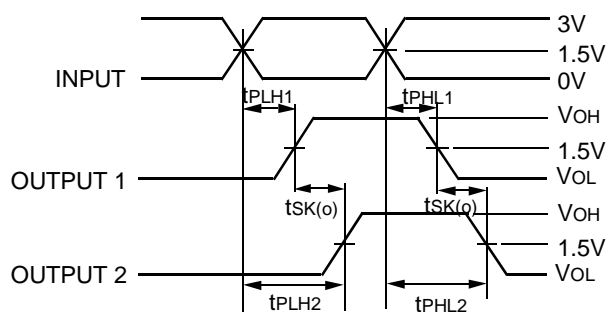 3V
1.5V
INPUT
0V
tPLH1
tPHL1
VOH
1.5V
OUTPUT 1
VOL
tSK(o)
tSK(o)
VOH
1.5V
OUTPUT 2
VOL
tPLH2
tPHL2